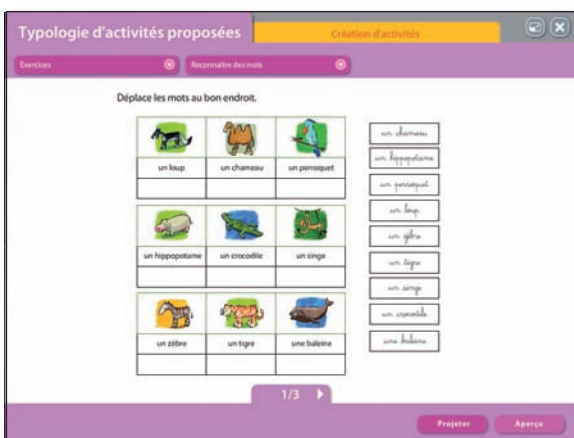 Typologie d'activités proposées
Création d'activités
Exercices
Reconnaître des mots
Déplace les mots au bon endroit.
un loup un chameau un perroquet
un hippopotame un crocodile un singe
un zèbre un tigre une baleine
un chameau
un hippopotame
un perroquet
un loup
un zèbre
un tigre
un singe
un crocodile
une baleine
1/3
Projeter Aperçu